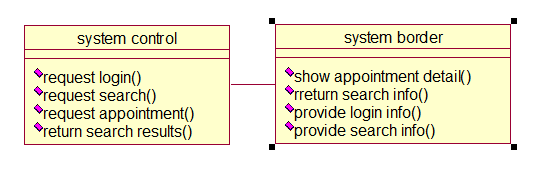 system control
request login()
request search()
request appointment()
return search results()
system border
show appointment detail()
rreturn search info()
provide login info()
provide search info()